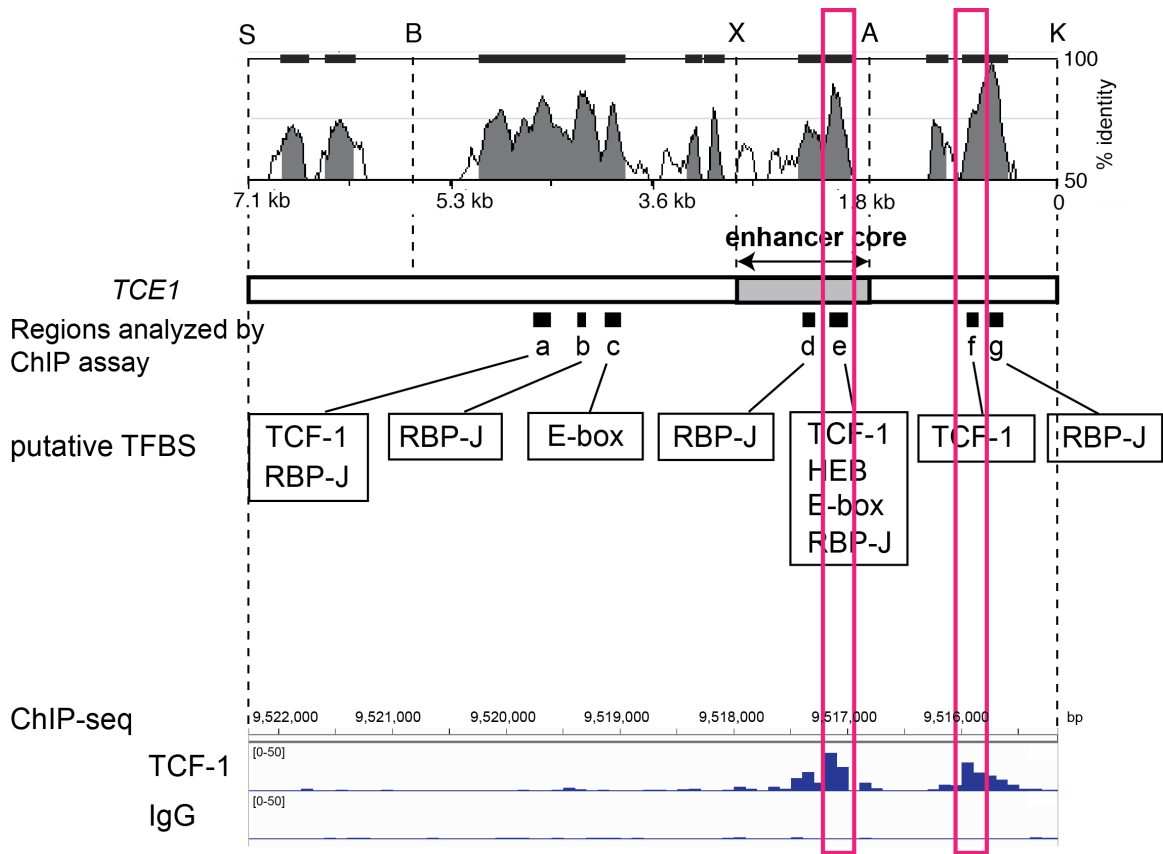 S B X A K
100
% identity
50
7.1 kb 5.3 kb 3.6 kb 1.8 kb 0
enhancer core
TCE1
Regions analyzed by
ChIP assay
a b c d e f g
putative TFBS
TCF-1
RBP-J
RBP-J
E-box
RBP-J
TCF-1
HEB
E-box
RBP-J
TCF-1
RBP-J
ChIP-seq
9,522,000 9,521,000 9,520,000 9,519,000 9,518,000 9,517,000 9,516,000 bp
TCF-1
[0-50]
IgG
[0-50]